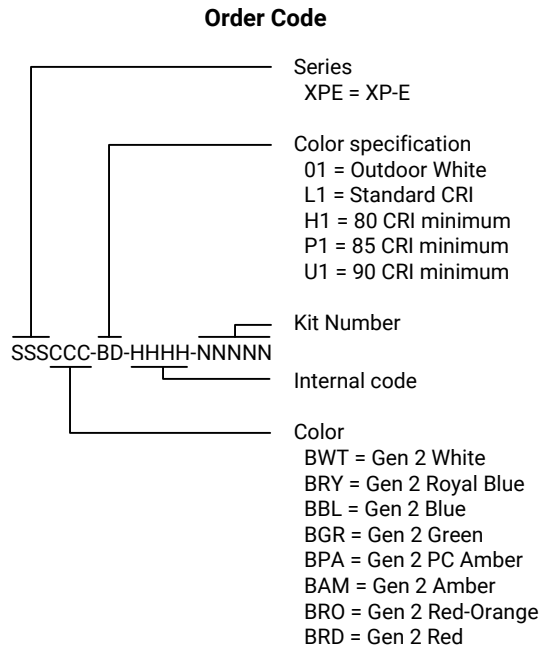 Order Code
Series
XPE = XP-E
Color specification
01 = Outdoor White
L1 = Standard CRI
H1 = 80 CRI minimum
P1 = 85 CRI minimum
U1 = 90 CRI minimum
Kit Number
SSSCCC-BD-HHHH-NNNNN
Internal code
Color
BWT = Gen 2 White
BRY = Gen 2 Royal Blue
BBL = Gen 2 Blue
BGR = Gen 2 Green
BPA = Gen 2 PC Amber
BAM = Gen 2 Amber
BRO = Gen 2 Red-Orange
BRD = Gen 2 Red